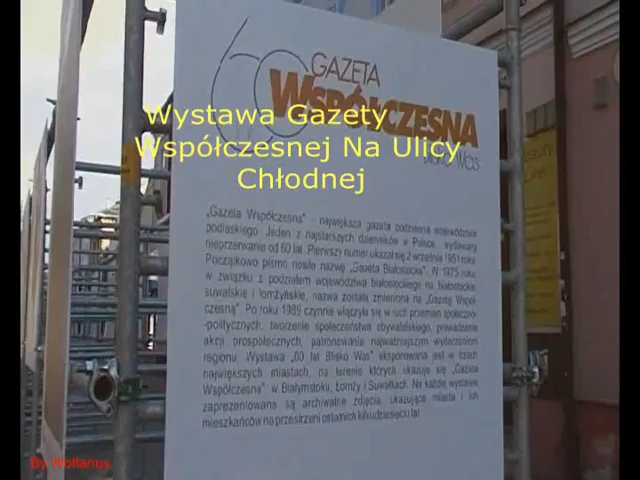 60
GAZETA
WSPÓŁCZESNA
Blisko Was
Wystawa Gazety
Współczesnej Na Ulicy
Chłodnej
„Gazeta Współczesna” - największa gazeta codzienna województwa
podlaskiego. Jeden z najstarszych dzienników w Polsce wydawany
nieprzerwanie od 60 lat. Pierwszy numer ukazał się 2 września 1951 roku
Początkowo pismo nosiło nazwę „Gazeta Białostocka”. W 1975 roku
w związku z podziałem województwa białostockiego na białostockie,
suwalskie i łomżyńskie, nazwa została zmieniona na „Gazetę Współ-
czesną”. Po roku 1989 czynnie włączyła się w ruch przemian społeczno-
-politycznych, tworzenie społeczeństwa obywatelskiego, prowadzenie
akcji prospołecznych, patronowanie najważniejszym wydarzeniom
regionu. Wystawa „60 lat Blisko Was” eksponowana jest w trzech
największych miastach, na terenie których ukazuje się „Gazeta
Współczesna”: w Białymstoku, Łomży i Suwałkach. Na każdej wystawie
zaprezentowane są archiwalne zdjęcia, ukazujące miasta i ich
mieszkańców na przestrzeni ostatnich kilkudziesięciu lat
By Wolfarius